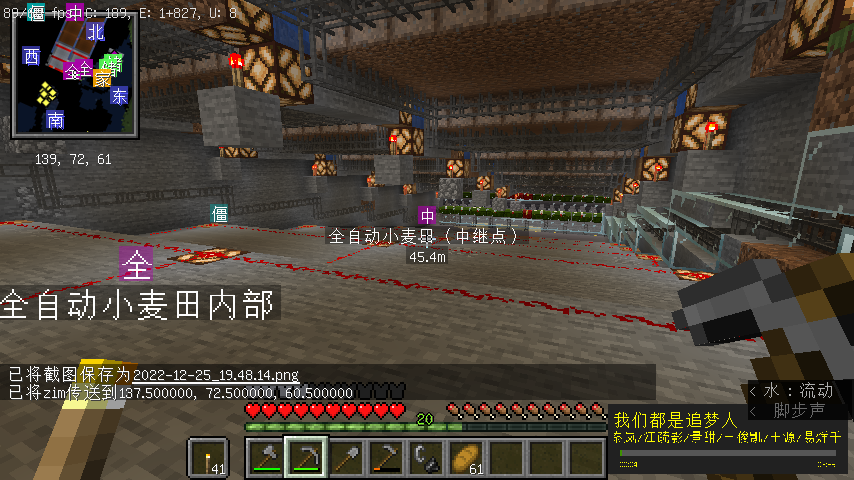 fps C: 189, E: 1+827, U: 8
北
西
家
东
南
139, 72, 61
僵
中
全自动小麦田（中继点）
45.4m
全
全自动小麦田内部
已将截图保存为2022-12-25_19.48.14.png
已将zim传送到137.500000, 72.500000, 60.500000
< 水：流动
< 脚步声
20
我们都是追梦人
41
61